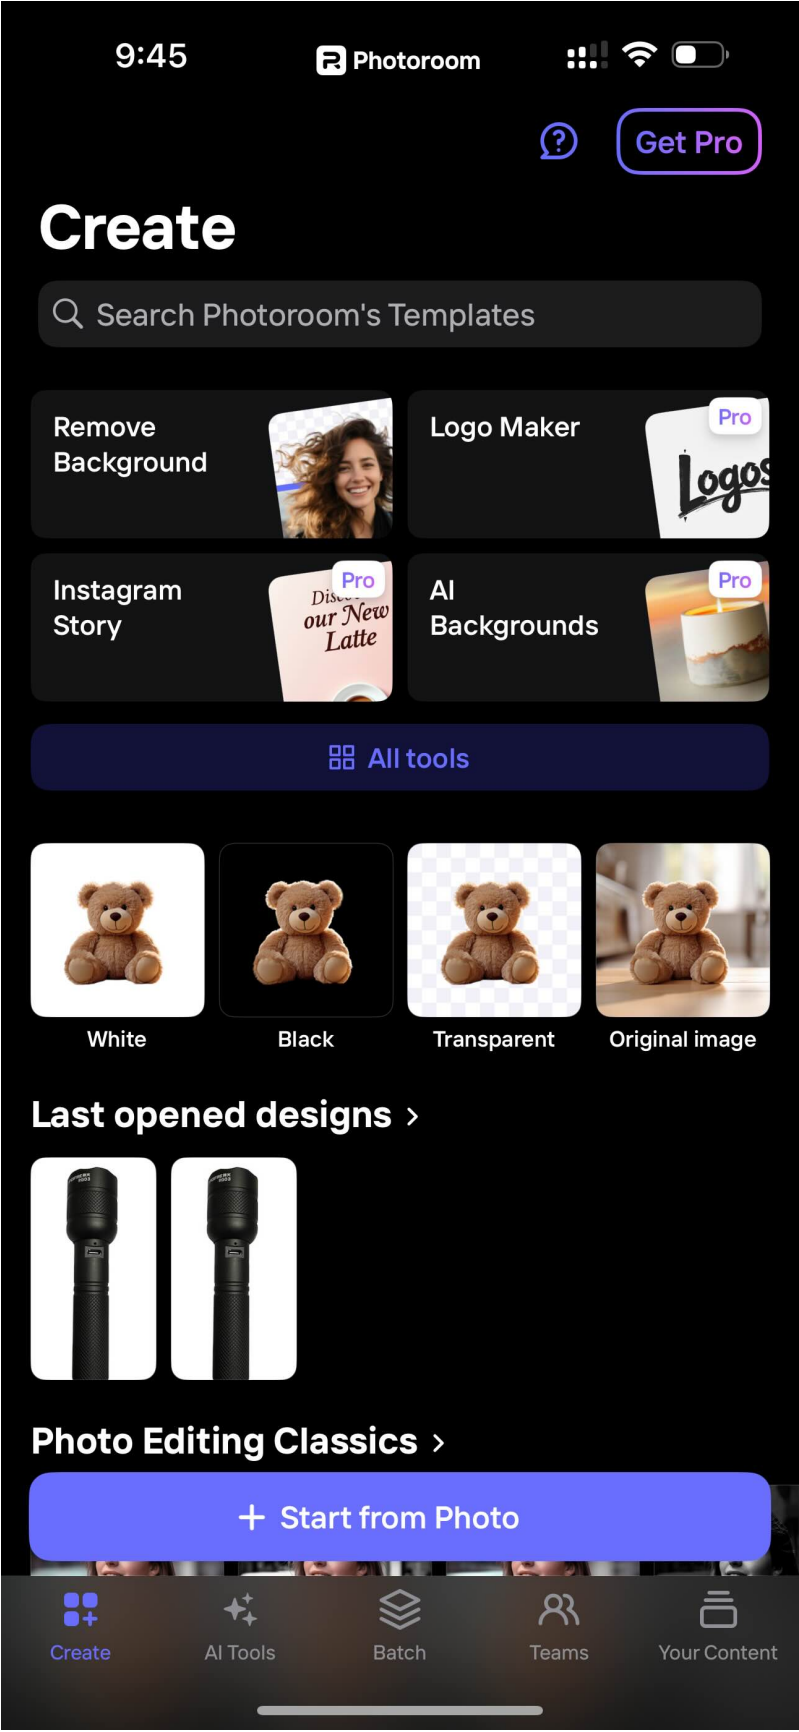 9:45
Photoroom
Get Pro
Create
Search Photoroom's Templates
Remove
Background
Logo Maker
Pro
Logos
Instagram
Story
Pro
our New
Latte
AI
Backgrounds
Pro
All tools
White
Black
Transparent
Original image
Last opened designs
Photo Editing Classics
Start from Photo
Create
AI Tools
Batch
Teams
Your Content